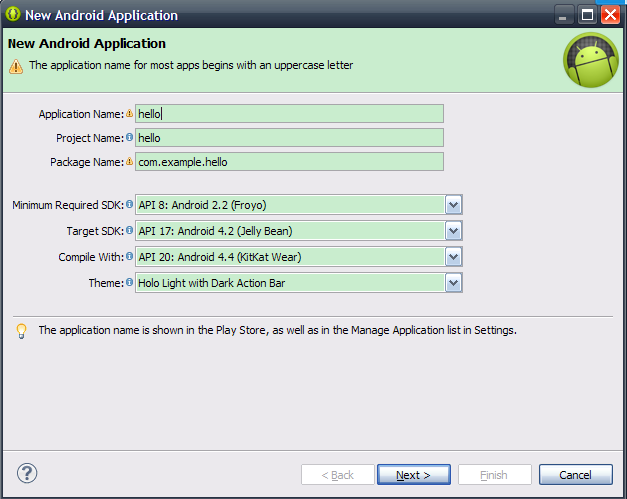 New Android Application
New Android Application
The application name for most apps begins with an uppercase letter
Application Name: hello
Project Name: hello
Package Name: com.example.hello
Minimum Required SDK: API 8: Android 2.2 (Froyo)
Target SDK: API 17: Android 4.2 (Jelly Bean)
Compile With: API 20: Android 4.4 (KitKat Wear)
Theme: Holo Light with Dark Action Bar
The application name is shown in the Play Store, as well as in the Manage Application list in Settings.
? < Back Next > Finish Cancel